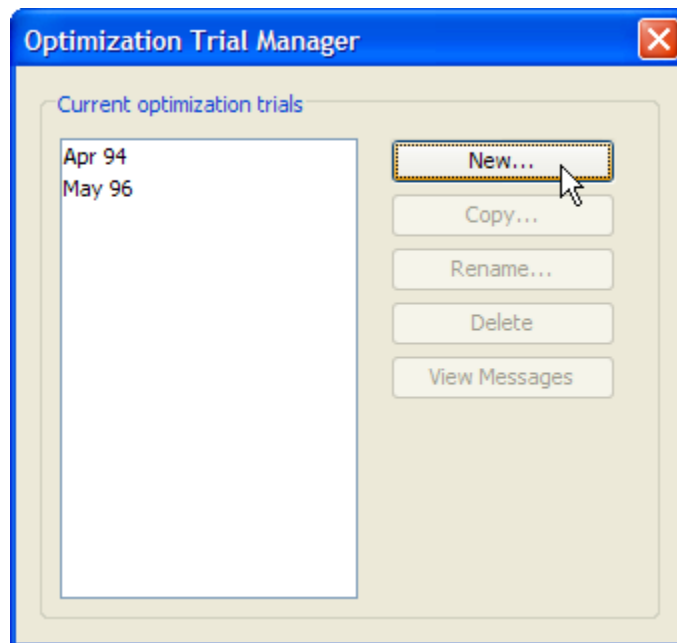 Optimization Trial Manager
Current optimization trials
Apr 94
May 96
New...
Copy...
Rename...
Delete
View Messages